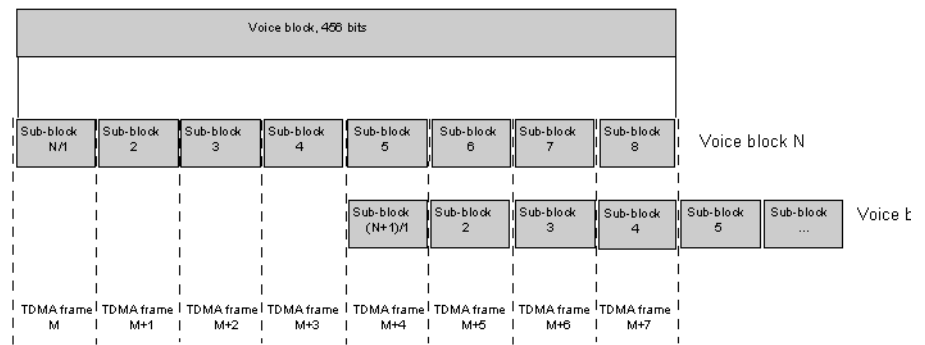 Voice block, 456 bits
Sub-block Sub-block Sub-block Sub-block Sub-block Sub-block Sub-block Sub-block
N/1 2 3 4 5 6 7 8
Voice block N
Sub-block Sub-block Sub-block Sub-block Sub-block Sub-block
(N+1)/1 2 3 4 5 ...
Voice b
TDMA frame TDMA frame TDMA frame TDMA frame TDMA frame TDMA frame TDMA frame TDMA frame
M M+1 M+2 M+3 M+4 M+5 M+6 M+7